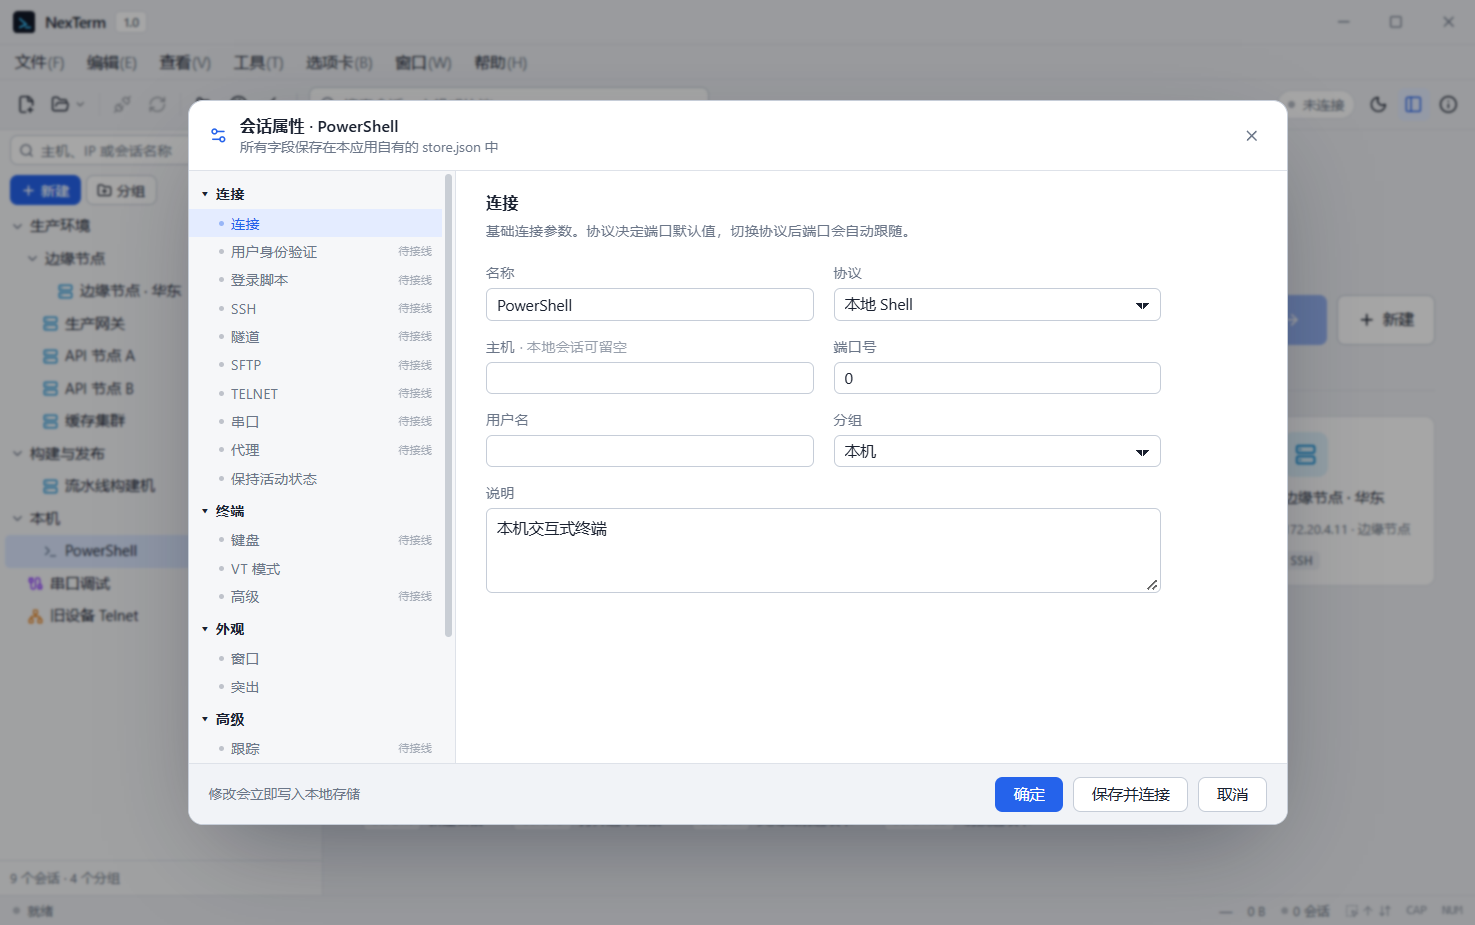 NexTerm 1.0
文件(F) 编辑(E) 查看(V) 工具(T) 选项卡(B) 窗口(W) 帮助(H)
未连接
主机、IP 或会话名称
+ 新建 分组
生产环境
边缘节点
边缘节点 · 华东
生产网关
API 节点 A
API 节点 B
缓存集群
构建与发布
流水线构建机
本机
PowerShell
串口调试
旧设备 Telnet
9 个会话 · 4 个分组
就绪
会话属性 · PowerShell
所有字段保存在本应用自有的 store.json 中
连接
连接
用户身份验证 待接线
登录脚本 待接线
SSH 待接线
隧道 待接线
SFTP 待接线
TELNET 待接线
串口 待接线
代理 待接线
保持活动状态
终端
键盘 待接线
VT 模式
高级 待接线
外观
窗口
突出
高级
跟踪 待接线
连接
基础连接参数。协议决定端口默认值，切换协议后端口会自动跟随。
名称 协议
PowerShell 本地 Shell
主机 · 本地会话可留空 端口号
0
用户名 分组
本机
说明
本机交互式终端
修改会立即写入本地存储
确定 保存并连接 取消
+ 新建
边缘节点 · 华东
72.20.4.11 · 边缘节点
SSH
0 B 0 会话 CAP NUM